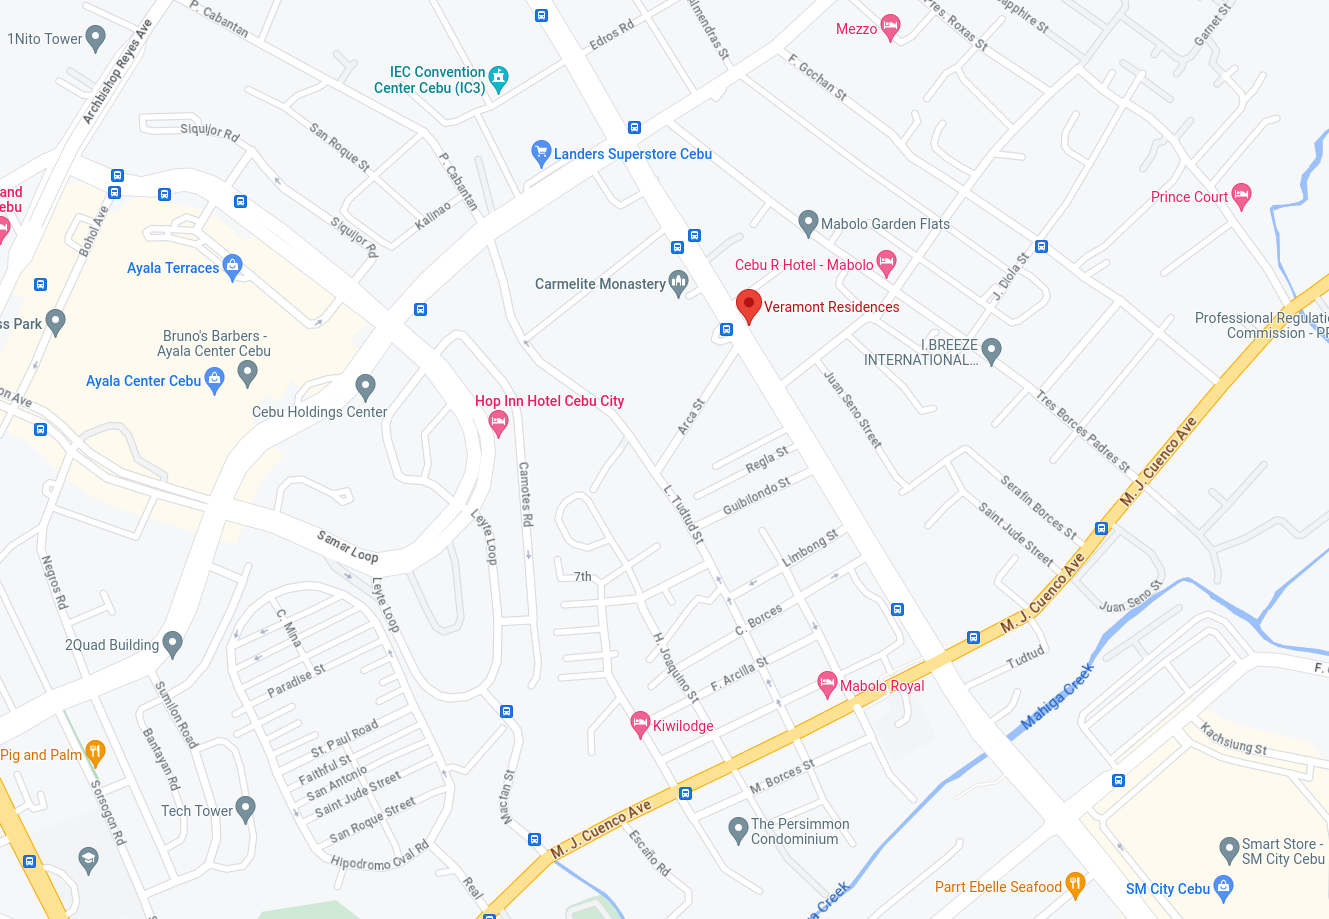 1Nito Tower
P. Cabantan
Archbishop Reyes Ave
Edros Rd
Almendras St
Mezzo
Pres. Roxas St
Sapphire St
Garnet St
IEC Convention
Center Cebu (IC3)
F. Gochan St
Siquijor Rd
San Roque St
P. Cabantan
Landers Superstore Cebu
and
ebu
Bohol Ave
Kalinao
Siquijor Rd
Prince Court
Mabolo Garden Flats
Ayala Terraces
Carmelite Monastery
Cebu R Hotel - Mabolo
J. Diola St
Veramont Residences
ss Park
Bruno's Barbers -
Ayala Center Cebu
Professional Regulatio
Commission - PR
I.BREEZE
INTERNATIONAL...
Ayala Center Cebu
on Ave
Cebu Holdings Center
Hop Inn Hotel Cebu City
Arca St
Juan Seno Street
Tres Borces Padres St
M. J. Cuenco Ave
Regla St
Guibilondo St
Camotes Rd
L. Tudtud St
Serafin Borces St
Saint Jude Street
Leyte Loop
Samar Loop
Limbong St
7th
Negros Rd
Leyte Loop
M. J. Cuenco Ave
Juan Seno St
C. Mina
C. Borces
2Quad Building
H. Joaquino St
F. Arcilla St
Tudtud
F.
Paradise St
Mabolo Royal
Mahiga Creek
Sumilon Road
Kiwilodge
Kachsiung St
Pig and Palm
Bantayan Rd
St. Paul Road
Faithful St
San Antonio
Saint Jude Street
San Roque Street
Mactan St
M. Borces St
Sorsogon Rd
Tech Tower
M. J. Cuenco Ave
The Persimmon
Condominium
Escaño Rd
Hipodromo Oval Rd
Smart Store -
SM City Cebu
Real
a Creek
Parrt Ebelle Seafood
SM City Cebu
S